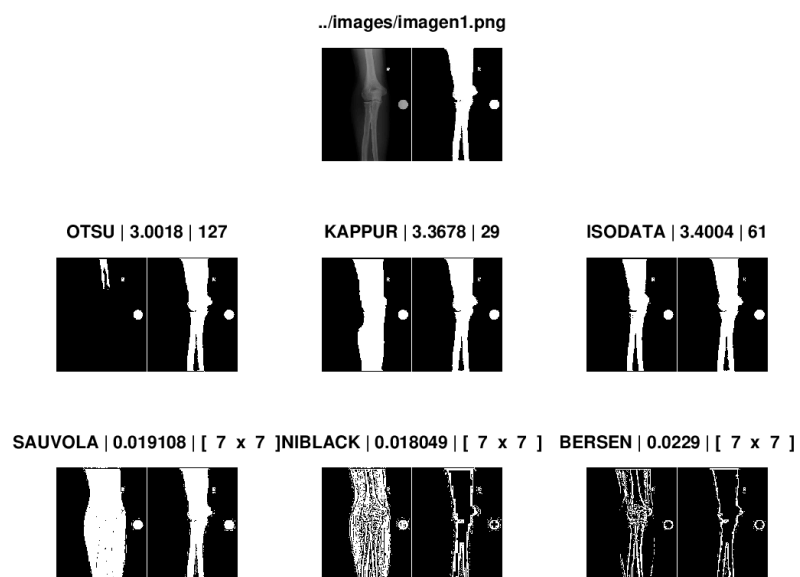 ../images/imagen1.png
OTSU | 3.0018 | 127
KAPPUR | 3.3678 | 29
ISODATA | 3.4004 | 61
SAUVOLA | 0.019108 | [ 7 x 7 ]
NIBLACK | 0.018049 | [ 7 x 7 ]
BERSEN | 0.0229 | [ 7 x 7 ]